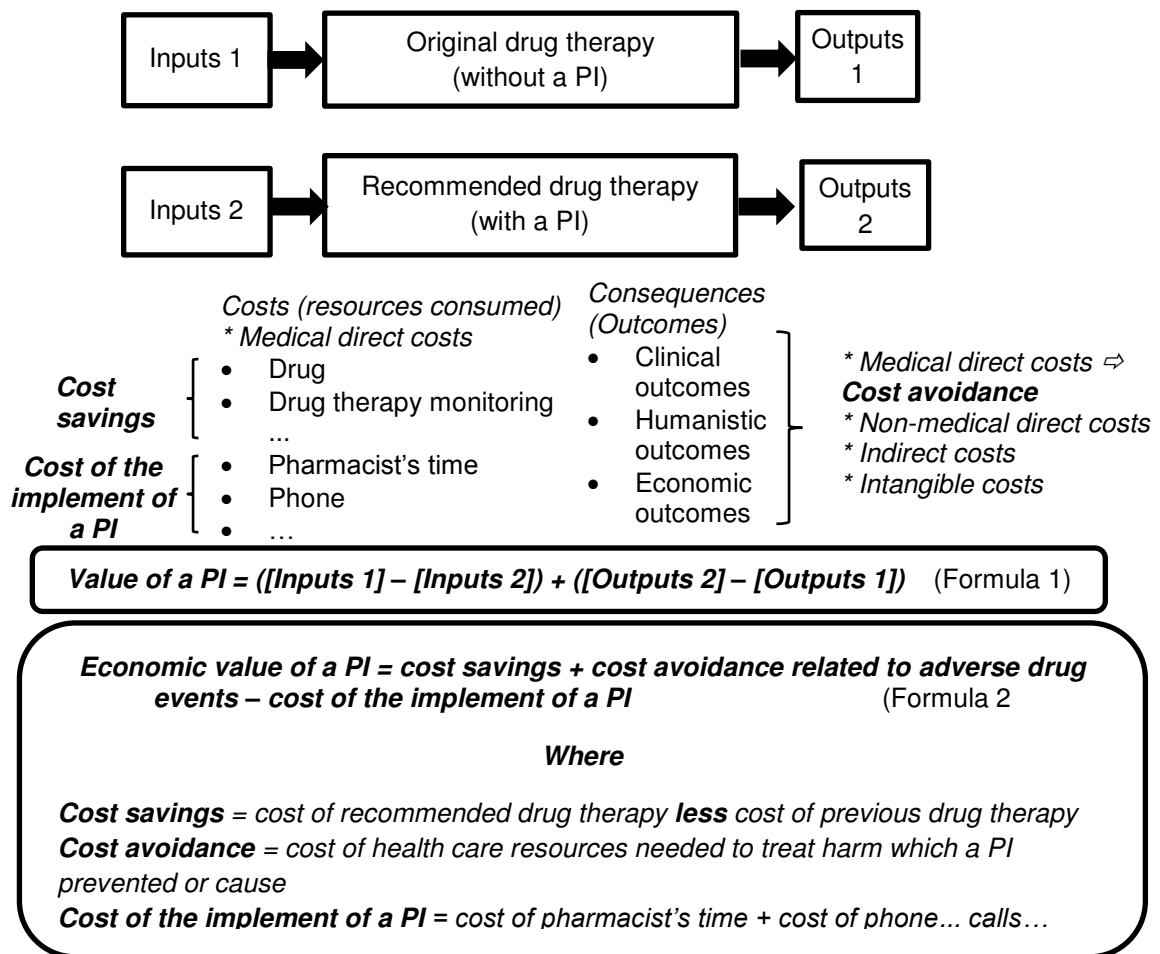 Inputs 1
Original drug therapy
(without a PI)
Outputs
1
Inputs 2
Recommended drug therapy
(with a PI)
Outputs
2
Costs (resources consumed)
* Medical direct costs
Cost
savings
• Drug
• Drug therapy monitoring
...
Cost of the
implement of
a PI
• Pharmacist's time
• Phone
• …
Consequences
(Outcomes)
• Clinical
outcomes
• Humanistic
outcomes
• Economic
outcomes
* Medical direct costs ⇨
Cost avoidance
* Non-medical direct costs
* Indirect costs
* Intangible costs
Value of a PI = ([Inputs 1] – [Inputs 2]) + ([Outputs 2] – [Outputs 1]) (Formula 1)
Economic value of a PI = cost savings + cost avoidance related to adverse drug
events – cost of the implement of a PI (Formula 2
Where
Cost savings = cost of recommended drug therapy less cost of previous drug therapy
Cost avoidance = cost of health care resources needed to treat harm which a PI
prevented or cause
Cost of the implement of a PI = cost of pharmacist's time + cost of phone... calls…